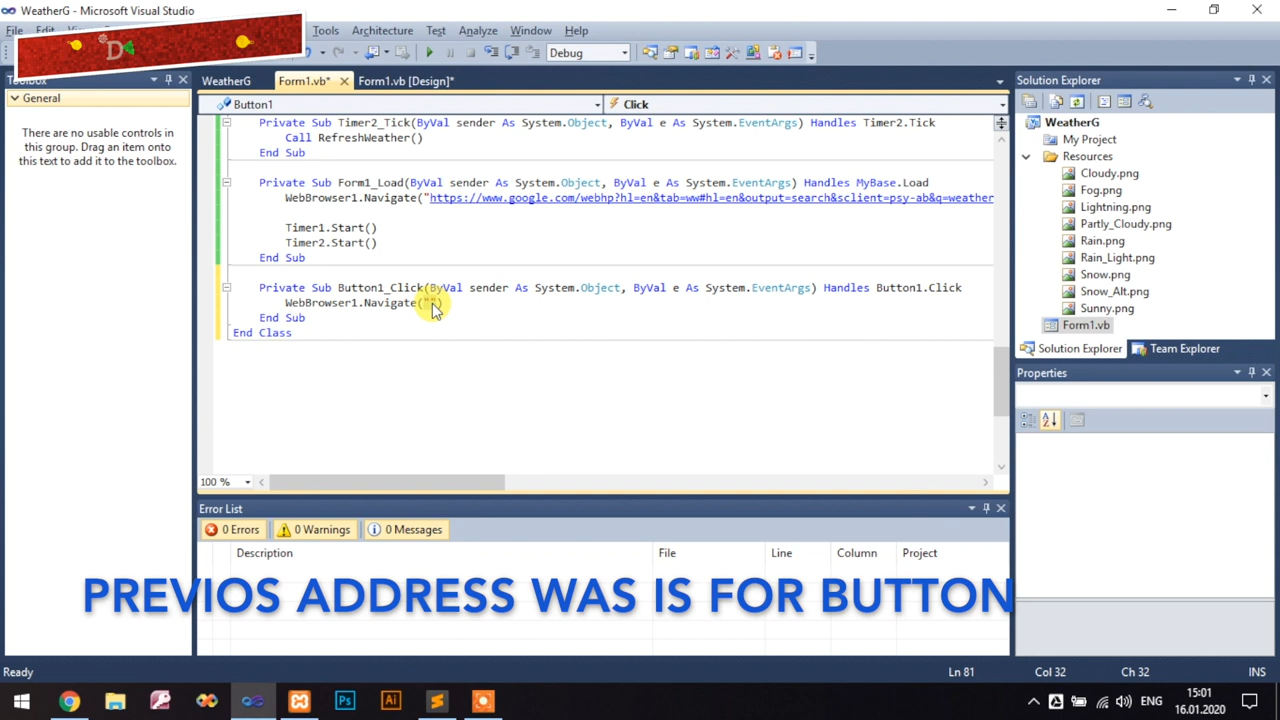 WeatherG - Microsoft Visual Studio
File Edit Tools Architecture Test Analyze Window Help
D
Debug
Toolbox
General
There are no usable controls in
this group. Drag an item onto
this text to add it to the toolbox.
WeatherG Form1.vb* Form1.vb [Design]*
Button1 Click
Private Sub Timer2_Tick(ByVal sender As System.Object, ByVal e As System.EventArgs) Handles Timer2.Tick
Call RefreshWeather()
End Sub
Private Sub Form1_Load(ByVal sender As System.Object, ByVal e As System.EventArgs) Handles MyBase.Load
WebBrowser1.Navigate("https://www.google.com/webhp?hl=en&tab=ww#hl=en&output=search&sclient=psy-ab&q=weather
Timer1.Start()
Timer2.Start()
End Sub
Private Sub Button1_Click(ByVal sender As System.Object, ByVal e As System.EventArgs) Handles Button1.Click
WebBrowser1.Navigate("")
End Sub
End Class
100 %
Solution Explorer
WeatherG
My Project
Resources
Cloudy.png
Fog.png
Lightning.png
Partly_Cloudy.png
Rain.png
Rain_Light.png
Snow.png
Snow_Alt.png
Sunny.png
Form1.vb
Solution Explorer Team Explorer
Properties
Error List
0 Errors 0 Warnings 0 Messages
Description File Line Column Project
PREVIOS ADDRESS WAS IS FOR BUTTON
Ready Ln 81 Col 32 Ch 32 INS
Ps Ai ENG
15:01
16.01.2020